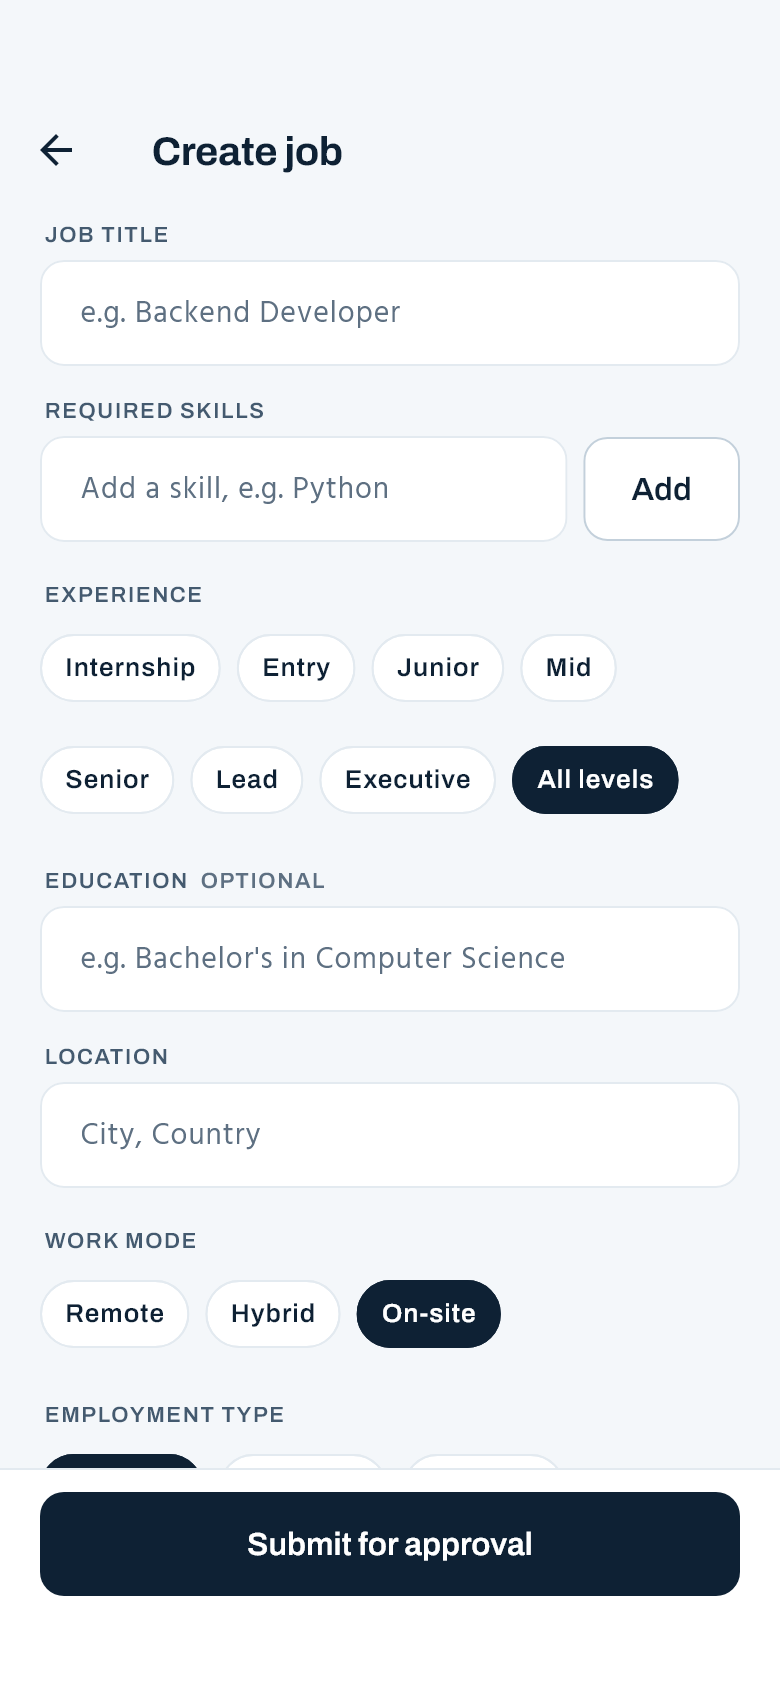 Create job
JOB TITLE
e.g. Backend Developer
REQUIRED SKILLS
Add a skill, e.g. Python
Add
EXPERIENCE
Internship Entry Junior Mid
Senior Lead Executive All levels
EDUCATION OPTIONAL
e.g. Bachelor's in Computer Science
LOCATION
City, Country
WORK MODE
Remote Hybrid On-site
EMPLOYMENT TYPE
Submit for approval